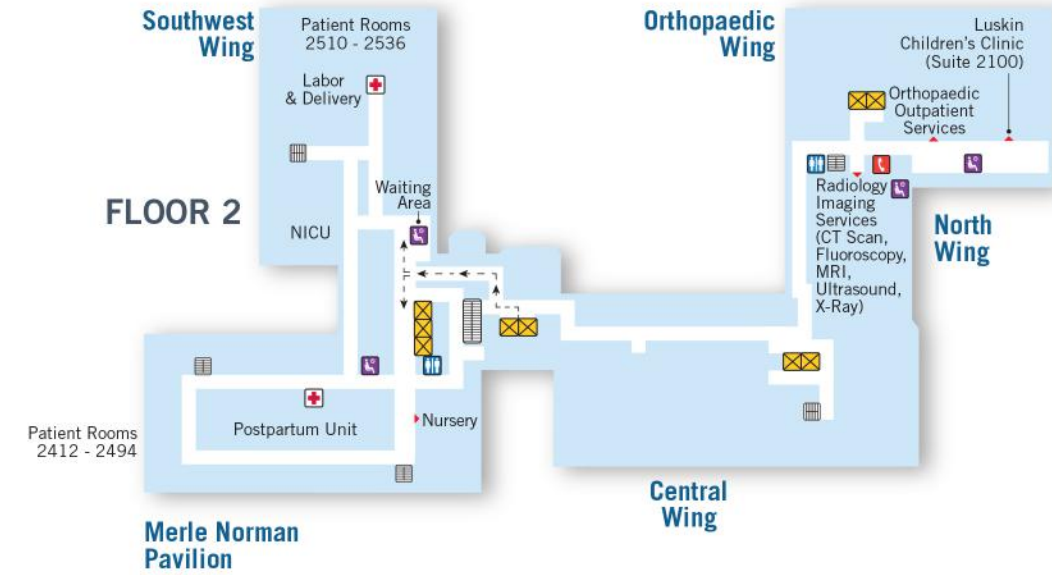 Southwest
Wing
Patient Rooms
2510 - 2536
Labor
& Delivery
Orthopaedic
Wing
Luskin
Children's Clinic
(Suite 2100)
Orthopaedic
Outpatient
Services
Waiting
Area
FLOOR 2
NICU
Radiology
Imaging
Services
(CT Scan,
Fluoroscopy,
MRI,
Ultrasound,
X-Ray)
North
Wing
Nursery
Postpartum Unit
Patient Rooms
2412 - 2494
Central
Wing
Merle Norman
Pavilion